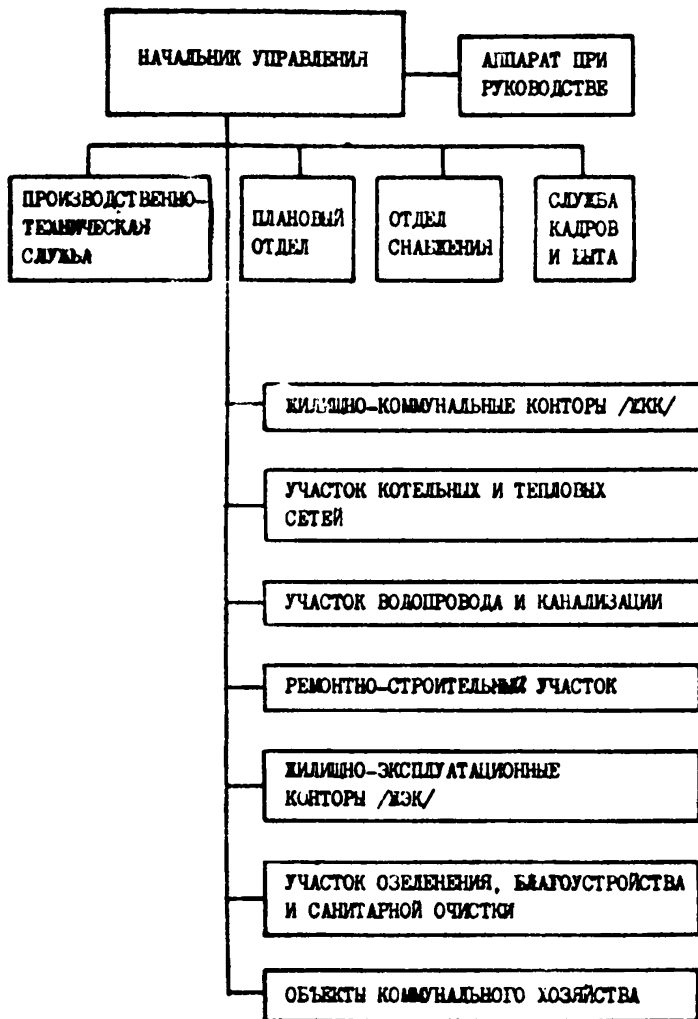 НАЧАЛЬНИК УПРАВЛЕНИЯ
АППАРАТ ПРИ
РУКОВОДСТВЕ
ПРОИЗВОДСТВЕННО-
ТЕХНИЧЕСКАЯ
СЛУЖБА
ПЛАНОВЫЙ
ОТДЕЛ
ОТДЕЛ
СНАБЖЕНИЯ
СЛУЖБА
КАДРОВ
И БЫТА
ЖИЛИЩНО-КОММУНАЛЬНЫЕ КОНТОРЫ /ЖКК/
УЧАСТОК КОТЕЛЬНЫХ И ТЕПЛОВЫХ
СЕТЕЙ
УЧАСТОК ВОДОПРОВОДА И КАНАЛИЗАЦИИ
РЕМОНТНО-СТРОИТЕЛЬНЫЙ УЧАСТОК
ЖИЛИЩНО-ЭКСПЛУАТАЦИОННЫЕ
КОНТОРЫ /ЖЭК/
УЧАСТОК ОЗЕЛЕНЕНИЯ, БЛАГОУСТРОЙСТВА
И САНИТАРНОЙ ОЧИСТКИ
ОБЪЕКТЫ КОММУНАЛЬНОГО ХОЗЯЙСТВА